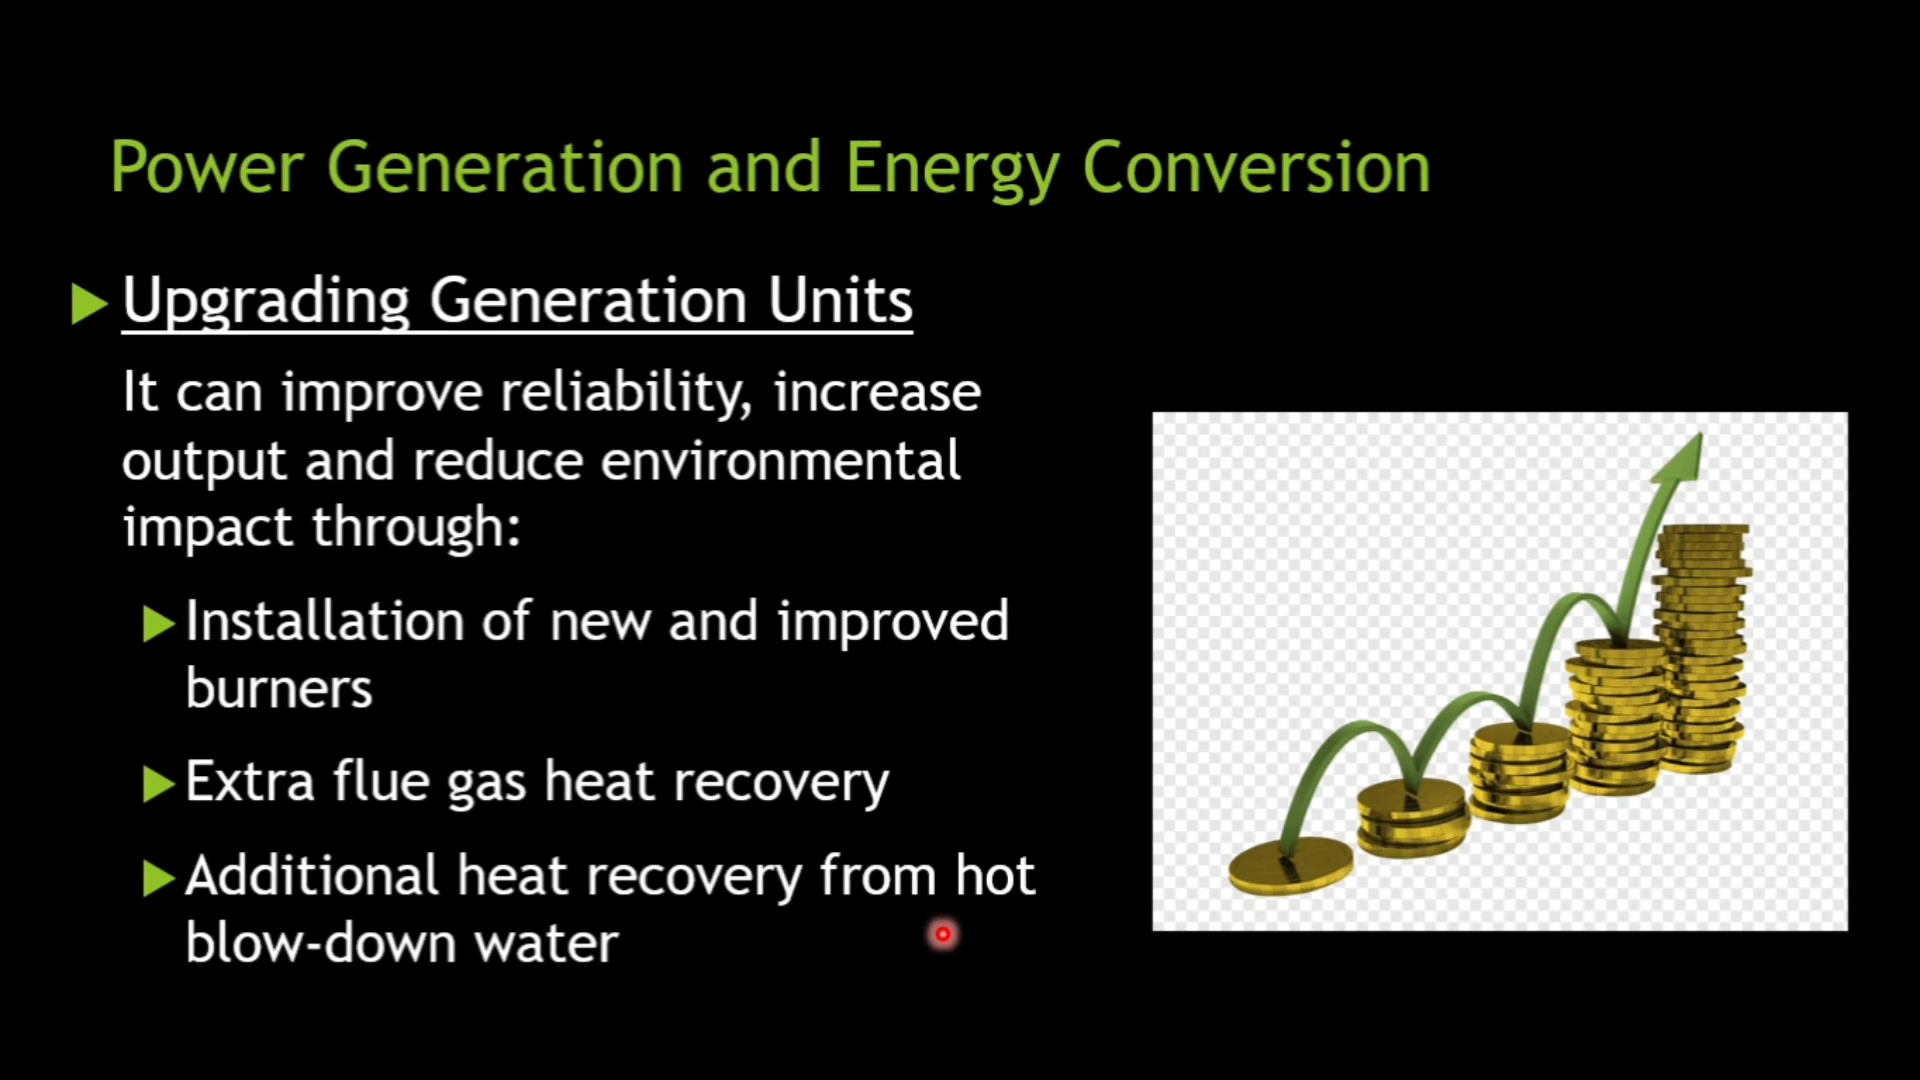 Power Generation and Energy Conversion
Upgrading Generation Units
It can improve reliability, increase
output and reduce environmental
impact through:
Installation of new and improved
burners
Extra flue gas heat recovery
Additional heat recovery from hot
blow-down water